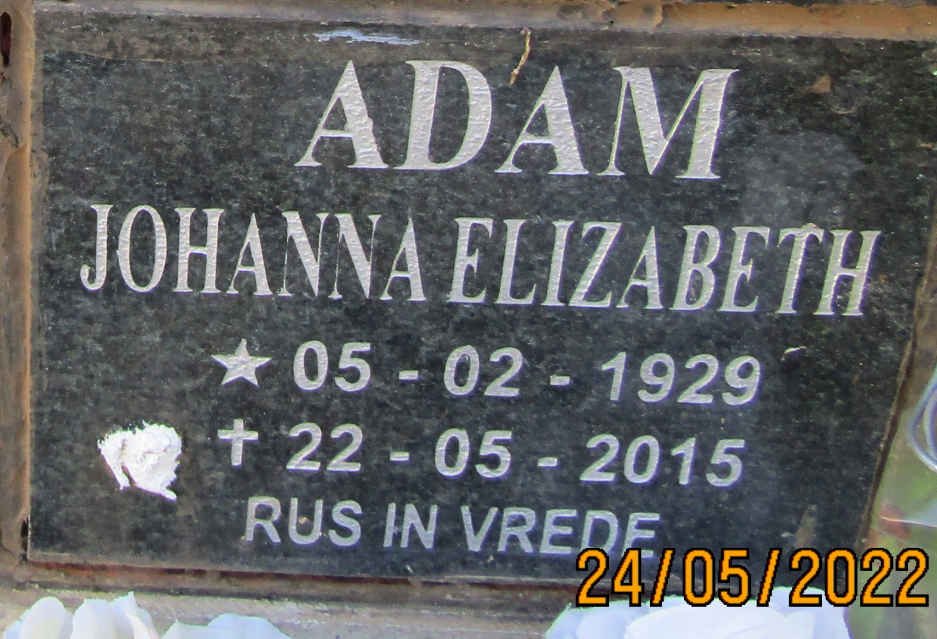 ADAM
JOHANNA ELIZABETH
★ 05 - 02 - 1929
✝ 22 - 05 - 2015
RUS IN VREDE
24/05/2022